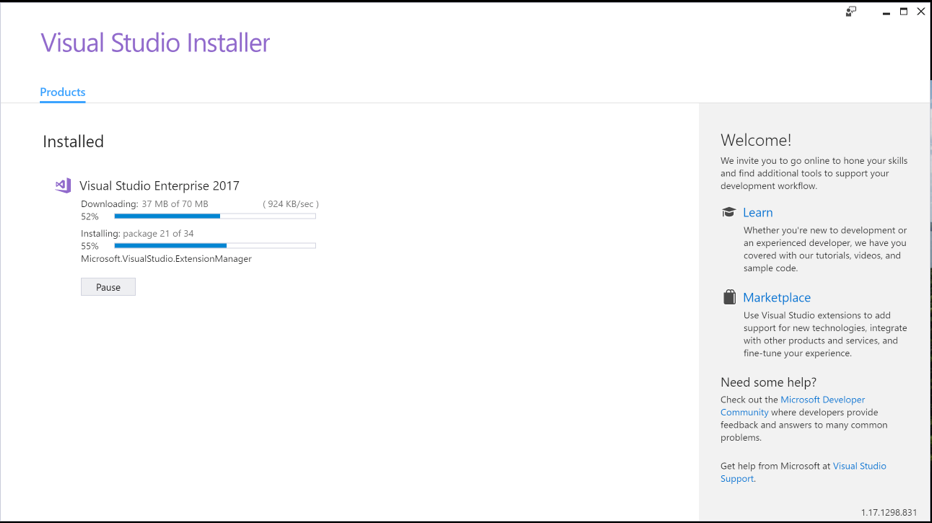 Visual Studio Installer
Products
Installed
Visual Studio Enterprise 2017
Downloading: 37 MB of 70 MB ( 924 KB/sec )
52%
Installing: package 21 of 34
55%
Microsoft.VisualStudio.ExtensionManager
Pause
Welcome!
We invite you to go online to hone your skills
and find additional tools to support your
development workflow.
Learn
Whether you're new to development or
an experienced developer, we have you
covered with our tutorials, videos, and
sample code.
Marketplace
Use Visual Studio extensions to add
support for new technologies, integrate
with other products and services, and
fine-tune your experience.
Need some help?
Check out the Microsoft Developer
Community where developers provide
feedback and answers to many common
problems.
Get help from Microsoft at Visual Studio
Support.
1.17.1298.831